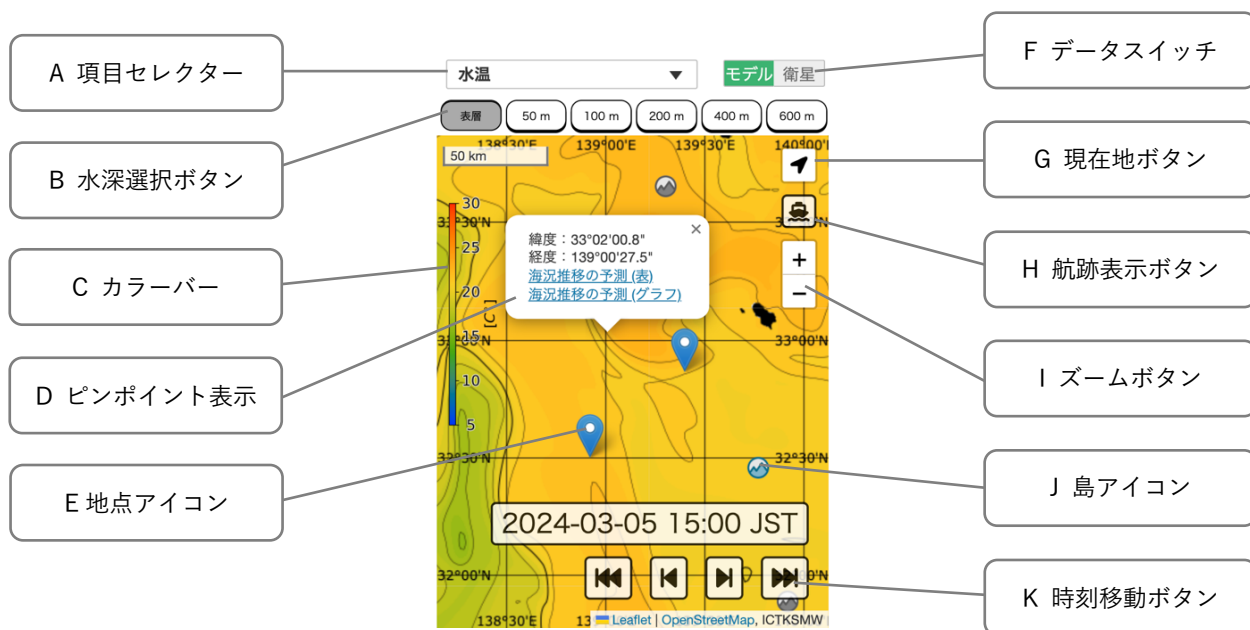 A 項目セレクター
B 水深選択ボタン
C カラーバー
D ピンポイント表示
E 地点アイコン
水温
モデル 衛星
表層 50 m 100 m 200 m 400 m 600 m
138°30'E 139°00'E 139°30'E 140°00'
50 km
30
25
20
15
10
5
[C]
33°30'N
緯度：33°02'00.8"
経度：139°00'27.5"
海況推移の予測 (表)
海況推移の予測 (グラフ)
×
+
−
33°00'N
32°30'N 32°30'N
2024-03-05 15:00 JST
32°00'N
138°30'E
Leaflet | OpenStreetMap, ICTKSMW
F データスイッチ
G 現在地ボタン
H 航跡表示ボタン
I ズームボタン
J 島アイコン
K 時刻移動ボタン